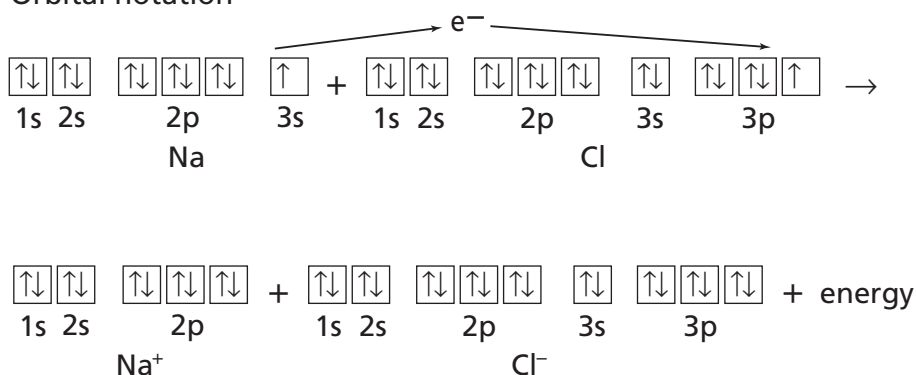 Orbital notation
e−
↑↓ ↑↓ ↑↓ ↑↓ ↑↓ ↑ + ↑↓ ↑↓ ↑↓ ↑↓ ↑↓ ↑↓ ↑↓ ↑↓ ↑ →
1s 2s 2p 3s 1s 2s 2p 3s 3p
Na Cl
↑↓ ↑↓ ↑↓ ↑↓ ↑↓ + ↑↓ ↑↓ ↑↓ ↑↓ ↑↓ ↑↓ ↑↓ ↑↓ ↑↓ + energy
1s 2s 2p 1s 2s 2p 3s 3p
Na⁺ Cl⁻